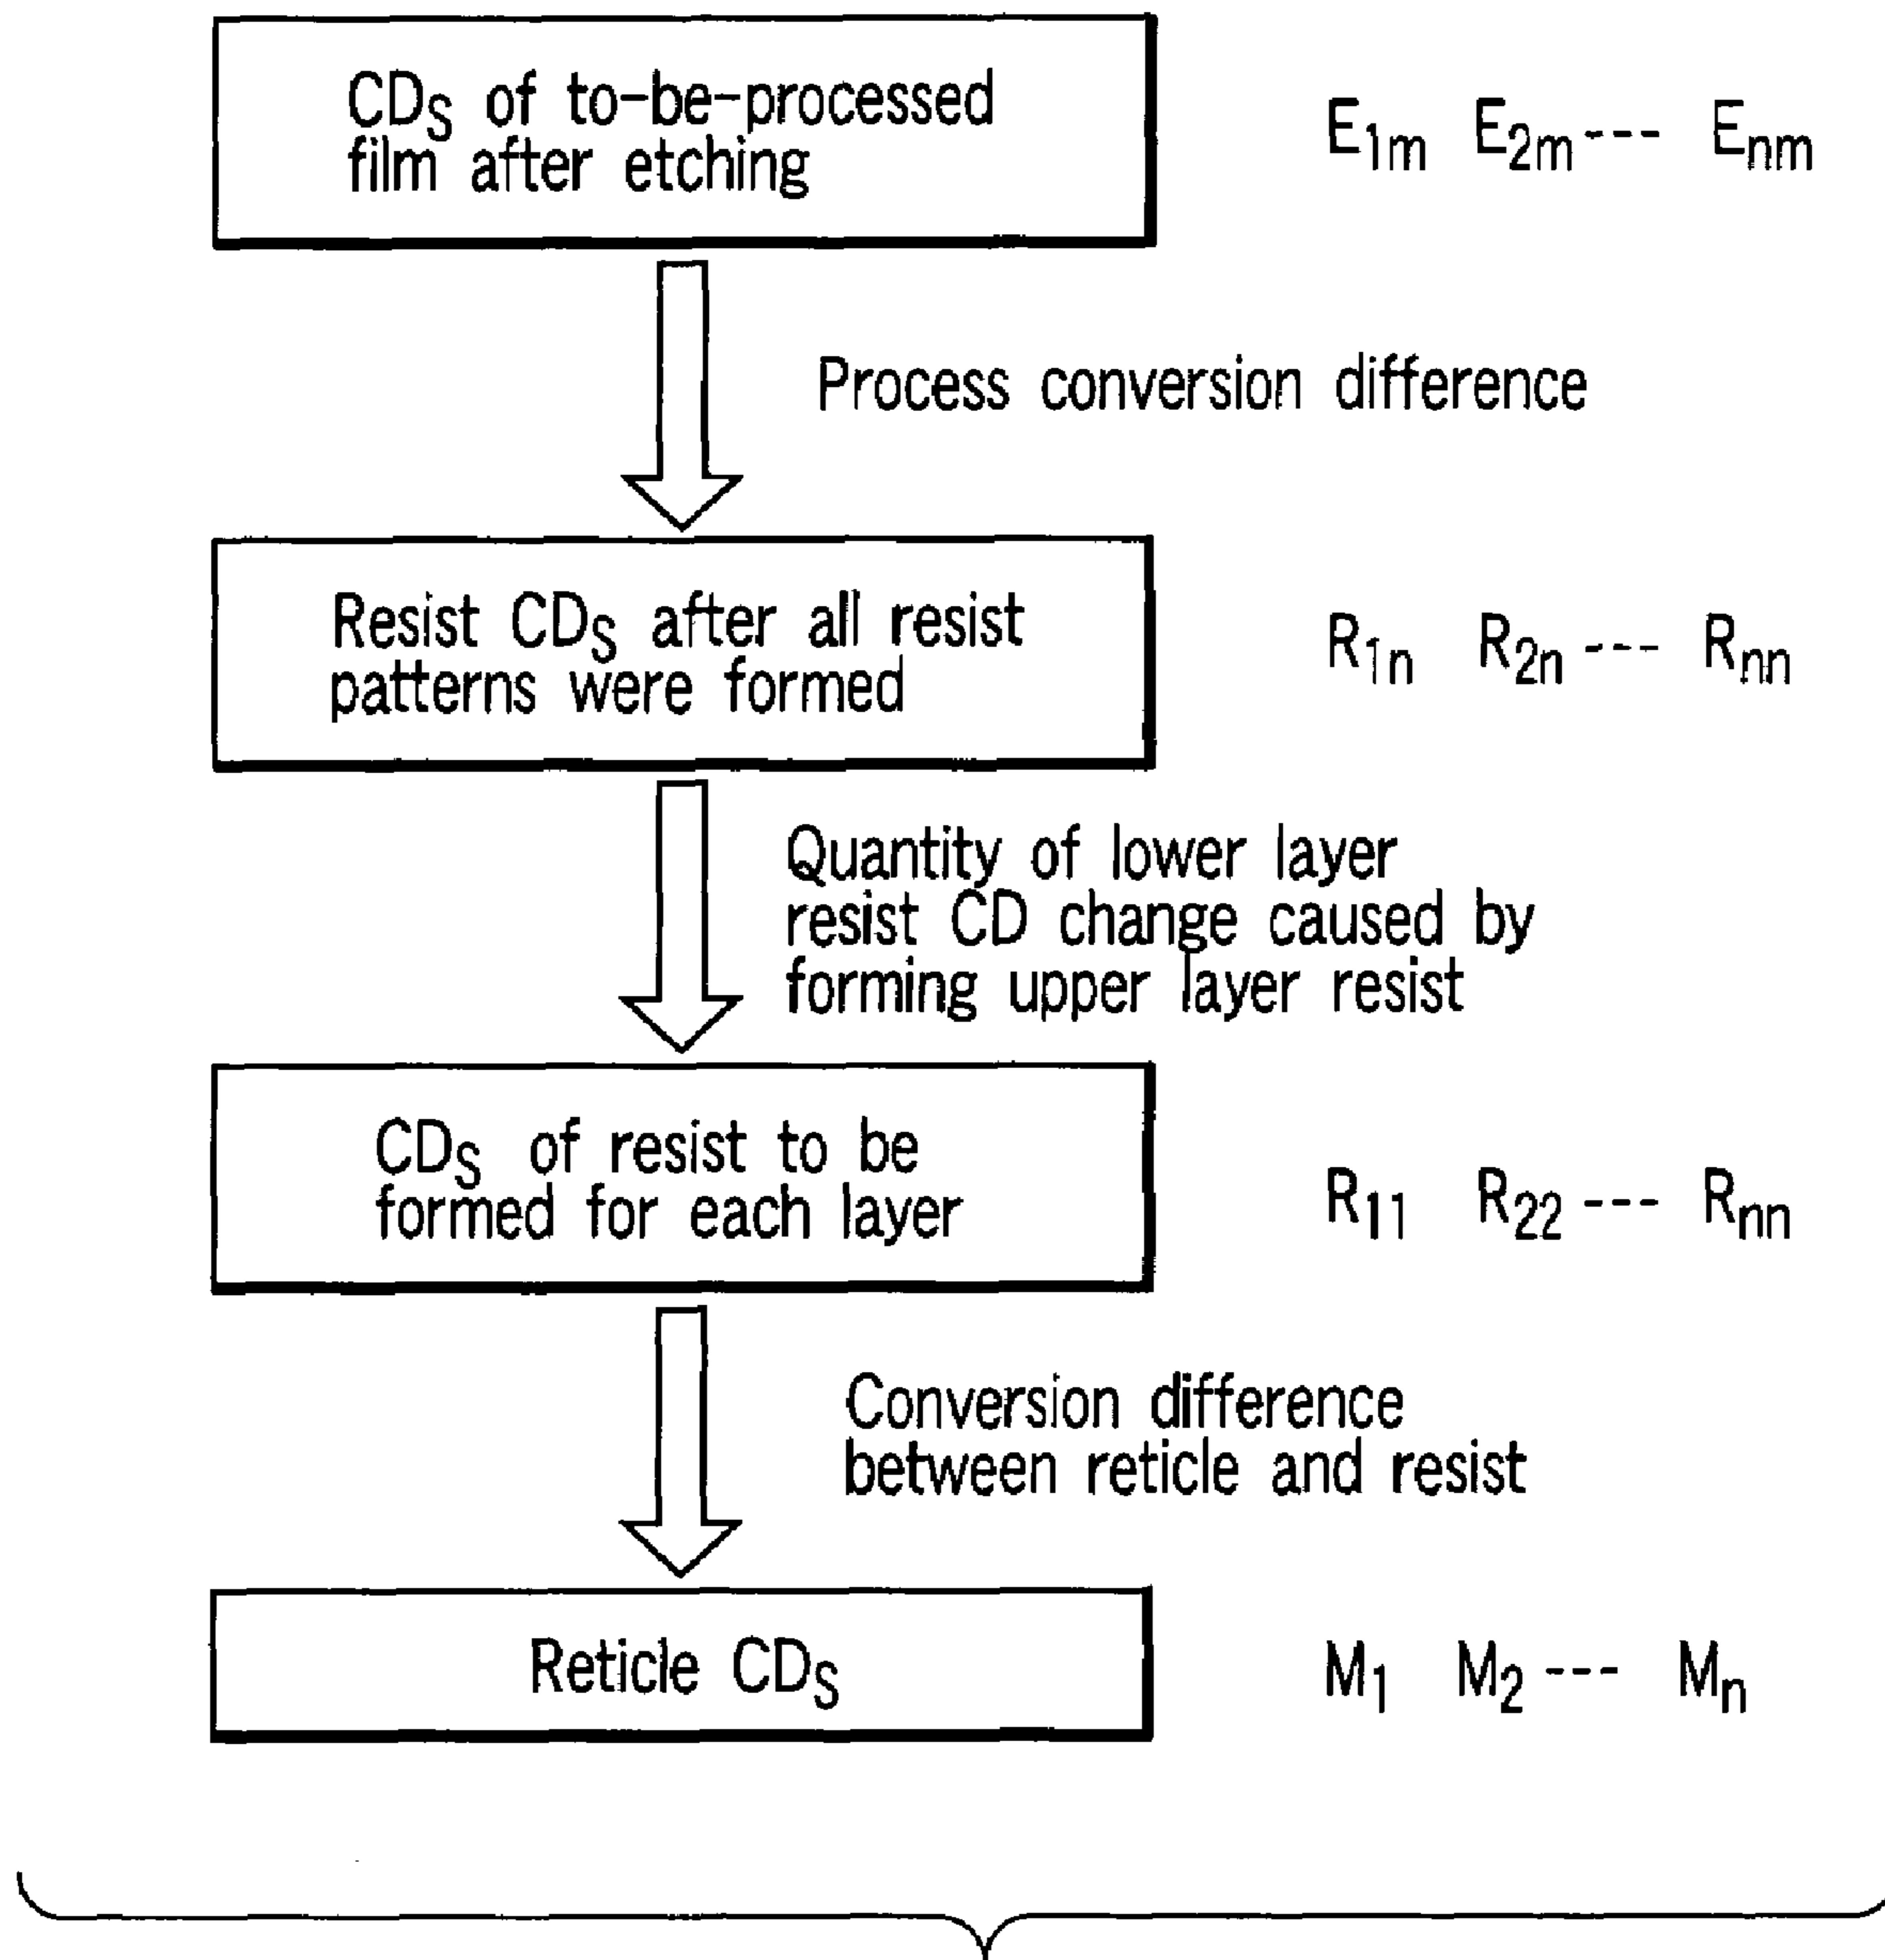 CDs of to-be-processed
film after etching
E1m E2m --- Enm
Process conversion difference
Resist CDs after all resist
patterns were formed
R1n R2n --- Rnn
Quantity of lower layer
resist CD change caused by
forming upper layer resist
CDs of resist to be
formed for each layer
R11 R22 --- Rnn
Conversion difference
between reticle and resist
Reticle CDs
M1 M2 --- Mn